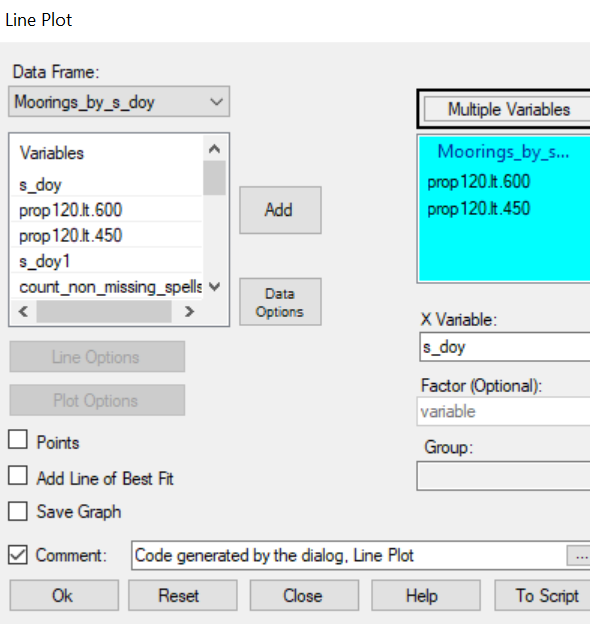 Line Plot
Data Frame:
Moorings_by_s_doy
Variables
s_doy
prop120.lt.600
prop120.lt.450
s_doy1
count_non_missing_spells
Add
Data
Options
Line Options
Plot Options
Points
Add Line of Best Fit
Save Graph
Multiple Variables
Moorings_by_s...
prop120.lt.600
prop120.lt.450
X Variable:
s_doy
Factor (Optional):
variable
Group:
Comment:
Code generated by the dialog, Line Plot
...
Ok
Reset
Close
Help
To Script